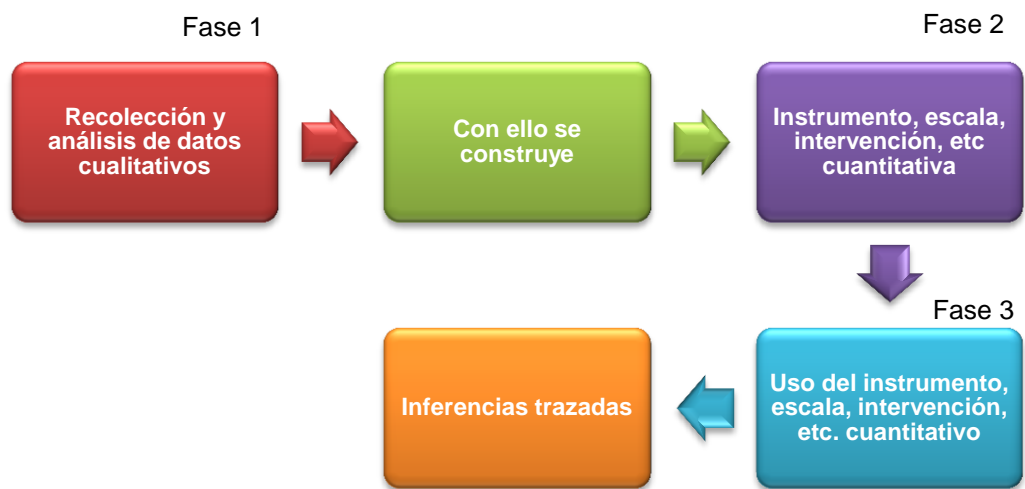 Fase 1
Recolección y
análisis de datos
cualitativos
Con ello se
construye
Fase 2
Instrumento, escala,
intervención, etc
cuantitativa
Fase 3
Uso del instrumento,
escala, intervención,
etc. cuantitativo
Inferencias trazadas